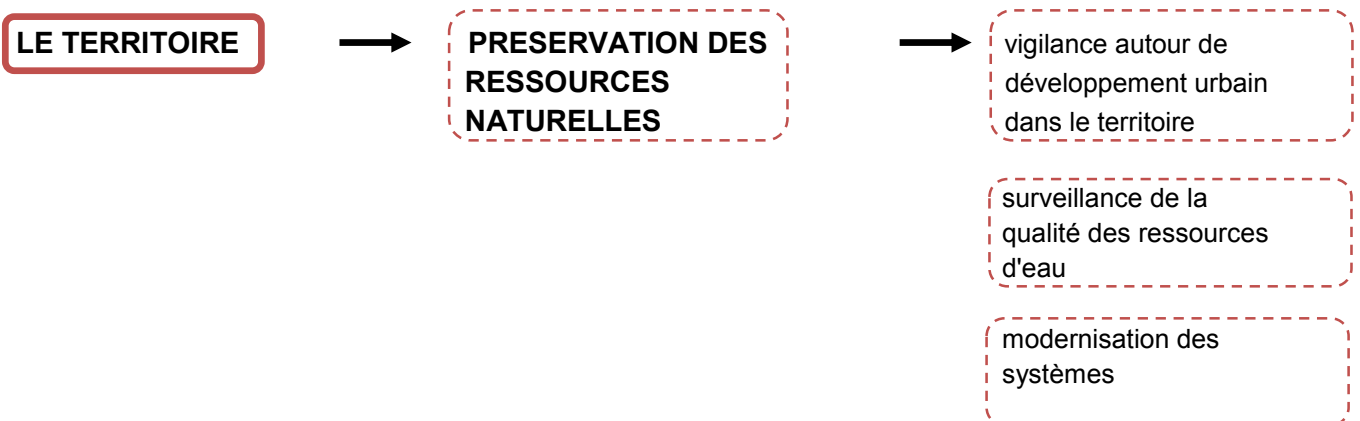 LE TERRITOIRE
PRESERVATION DES
RESSOURCES
NATURELLES
vigilance autour de
développement urbain
dans le territoire
surveillance de la
qualité des ressources
d'eau
modernisation des
systèmes